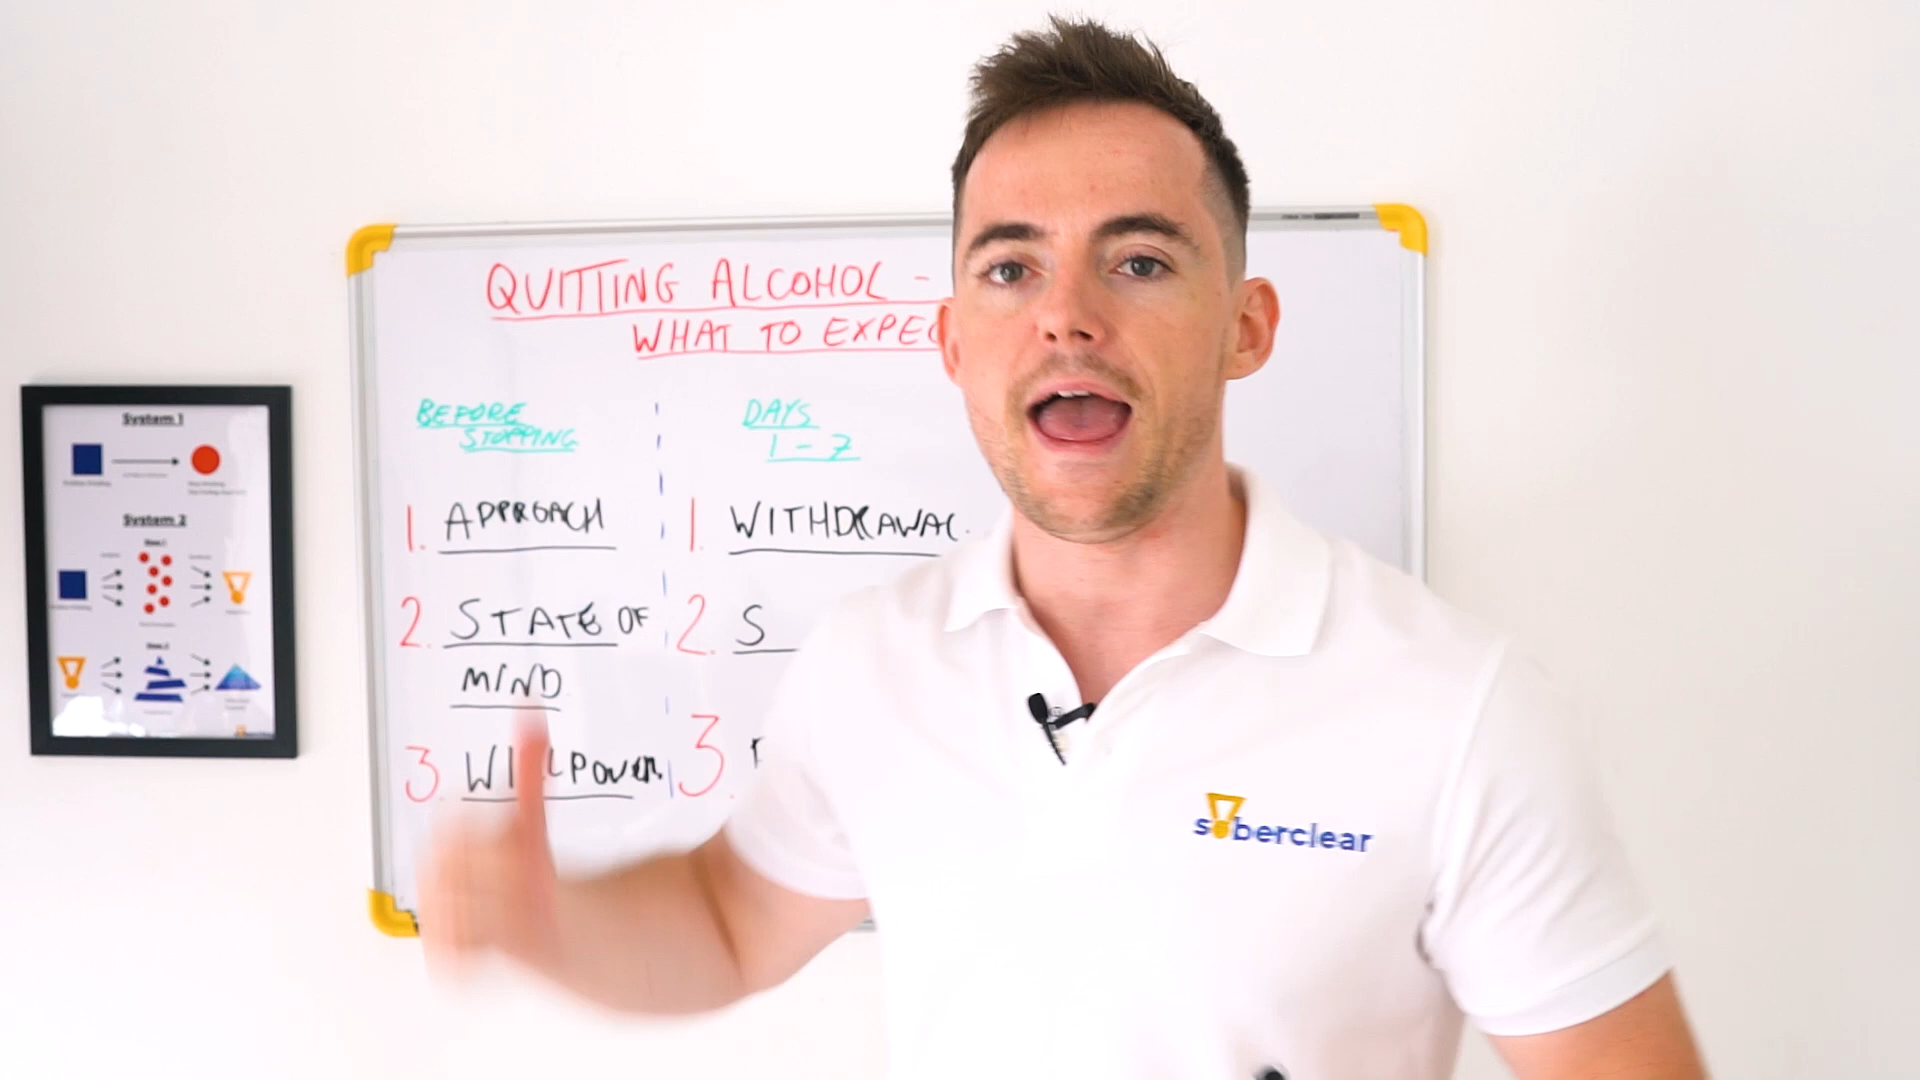 QUITTING ALCOHOL -
WHAT TO EXPEC
BEFORE
STOPPING
DAYS
1-7
1. APPROACH
2. STATE OF
MIND
3. WILLPOWER
1. WITHDRAWAL
2. S
3.
System 1
System 2
soberclear